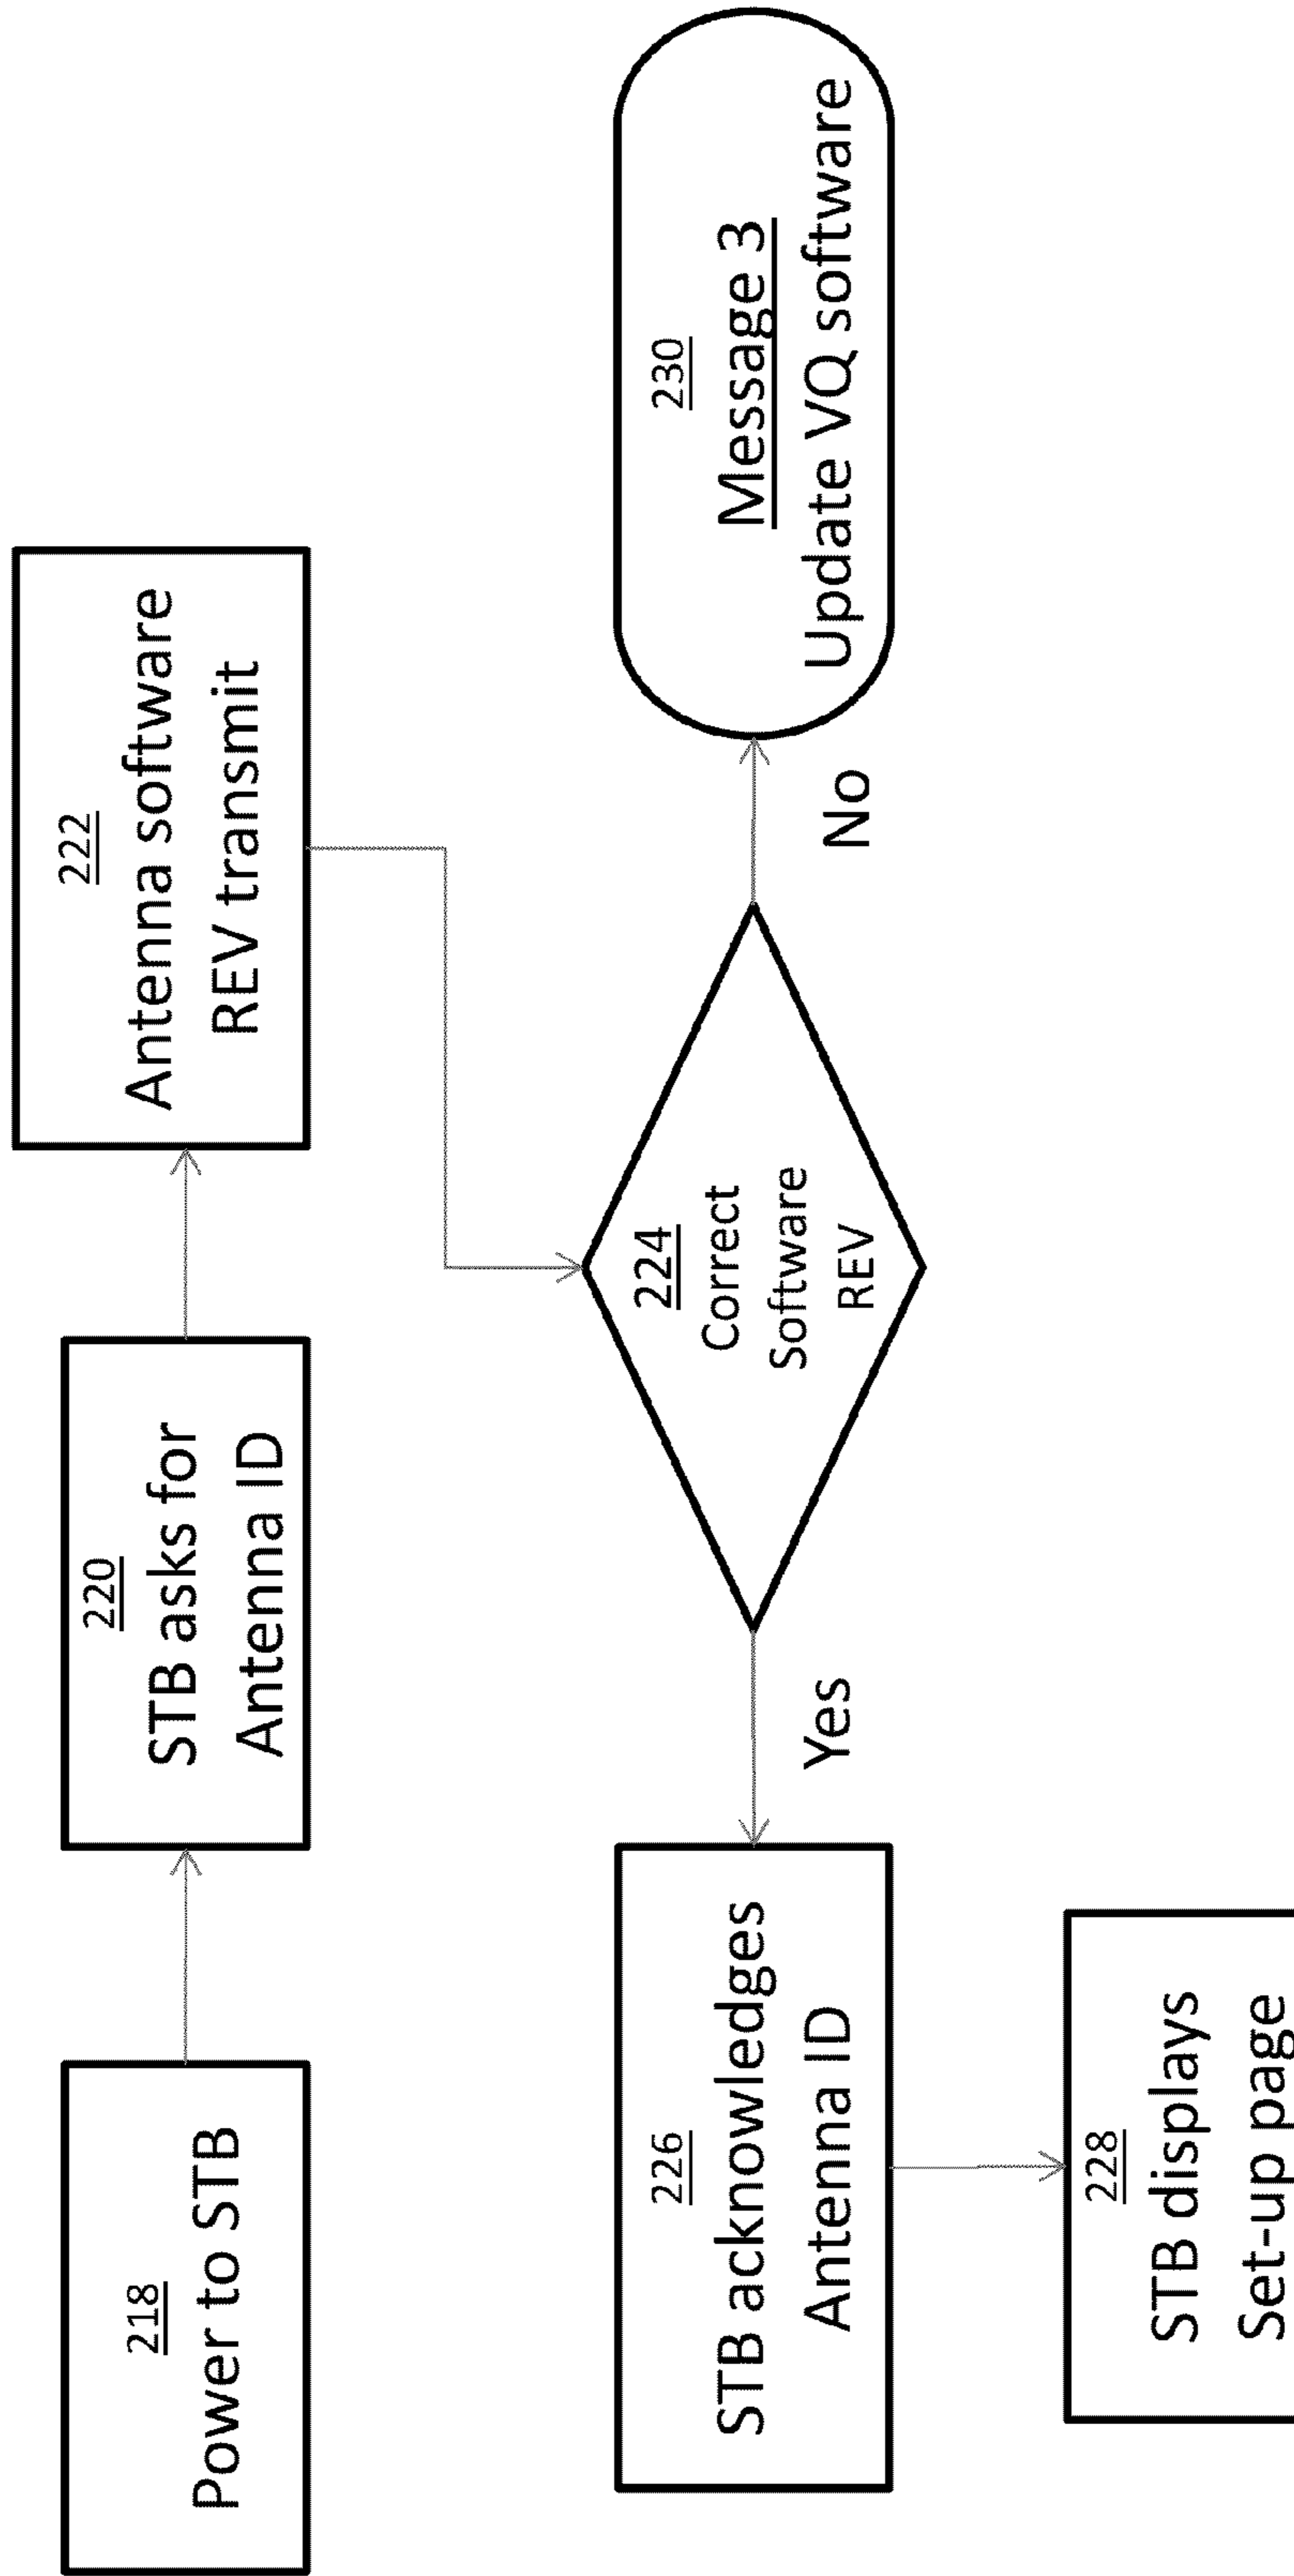 218
Power to STB
220
STB asks for
Antenna ID
222
Antenna software
REV transmit
224
Correct
Software
REV
Yes
No
226
STB acknowledges
Antenna ID
230
Message 3
Update VQ software
228
STB displays
Set-up page